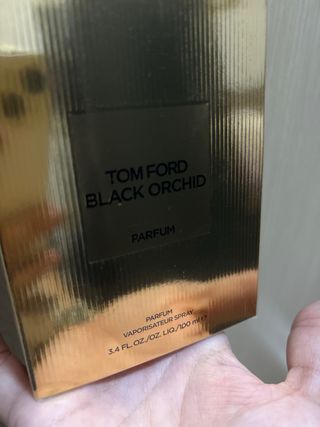 TOM FORD
BLACK ORCHID
PARFUM
PARFUM
VAPORISATEUR SPRAY
3.4 FL. OZ./OZ. LIQ./100 ml ℮